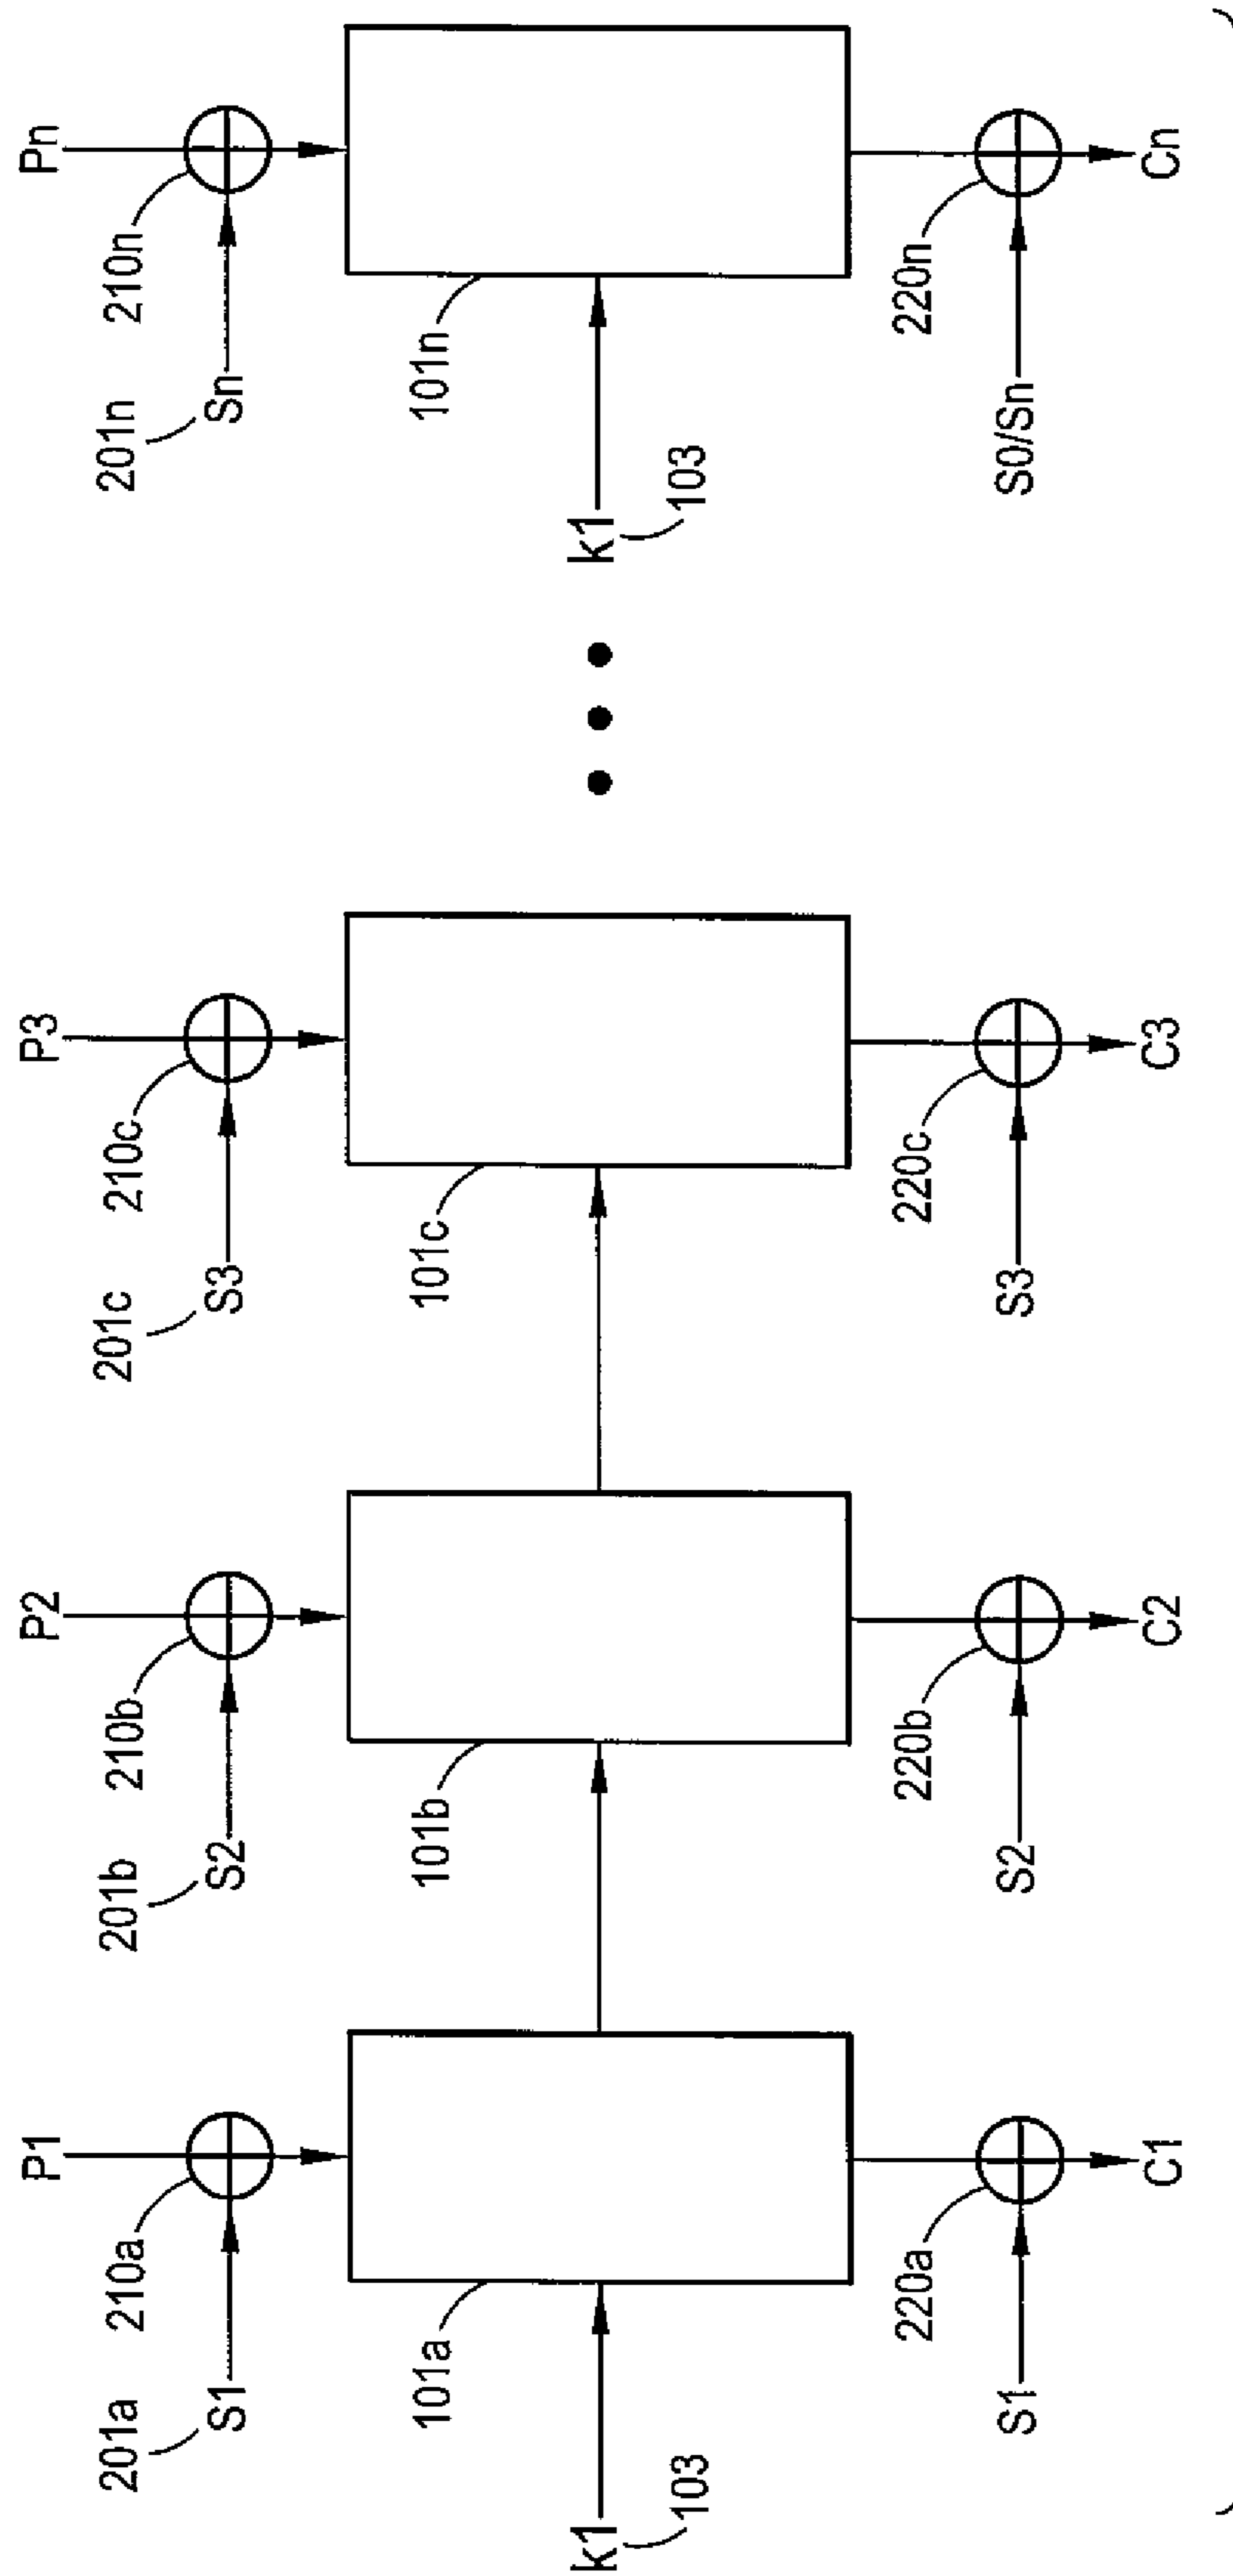 P1 P2 P3 Pn
210a 210b 210c 210n
201a 201b 201c 201n
S1 S2 S3 Sn
101a 101b 101c 101n
k1 k1
103 103
220a 220b 220c 220n
S1 S2 S3 S0/Sn
C1 C2 C3 Cn